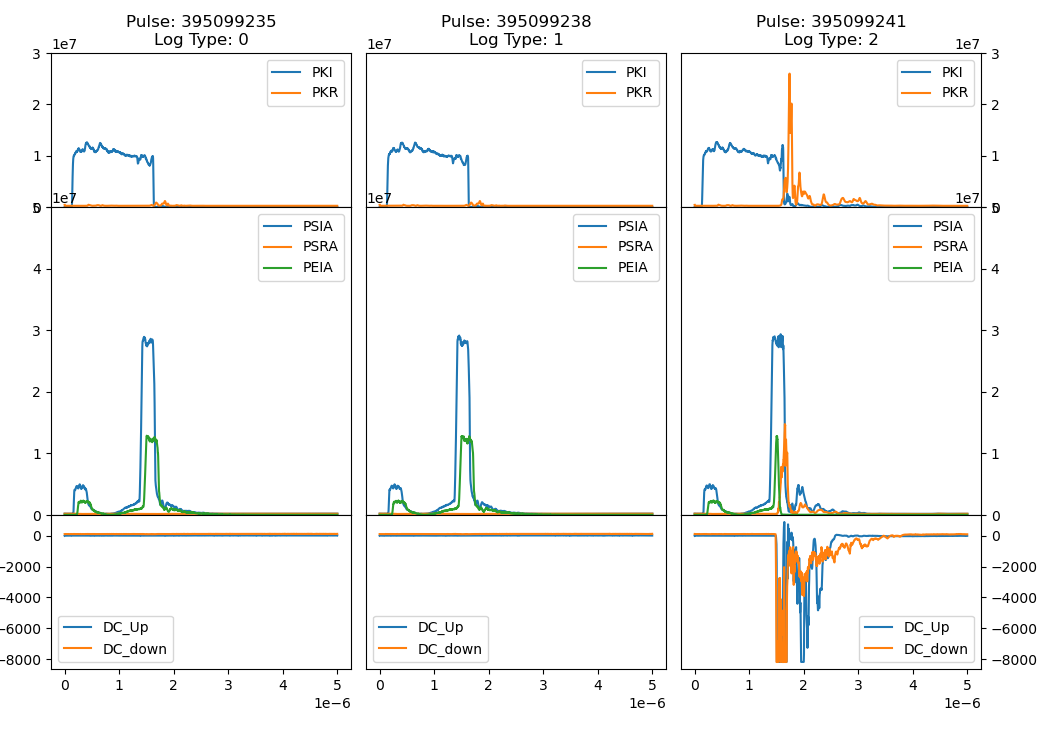 Pulse: 395099235
Log Type: 0
Pulse: 395099238
Log Type: 1
Pulse: 395099241
Log Type: 2
1e7
1e7
1e7
3
2
1
0
PKI
PKR
PKI
PKR
PKI
PKR
3
2
1
0
1e7
1e7
1e7
5
4
3
2
1
0
PSIA
PSRA
PEIA
PSIA
PSRA
PEIA
PSIA
PSRA
PEIA
5
4
3
2
1
0
0
−2000
−4000
−6000
−8000
DC_Up
DC_down
DC_Up
DC_down
DC_Up
DC_down
0
−2000
−4000
−6000
−8000
0 1 2 3 4 5
1e−6
0 1 2 3 4 5
1e−6
0 1 2 3 4 5
1e−6